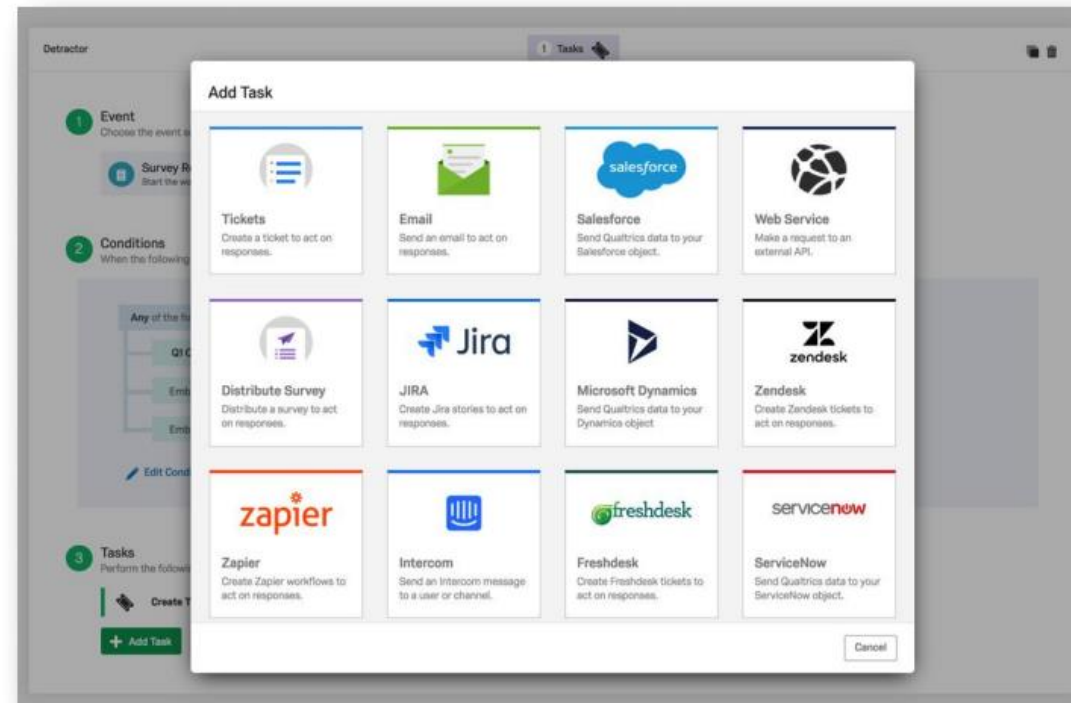 Detractor
1 Tasks
Add Task
1 Event
Choose the event
Survey
Start the
2 Conditions
When the following
Any of the
Q1
Edit
3 Tasks
Perform the
Create
+ Add Task
Tickets
Create a ticket to act on
responses.
Email
Send an email to act on
responses.
salesforce
Salesforce
Send Qualtrics data to your
Salesforce object.
Web Service
Make a request to an
external API.
Distribute Survey
Distribute a survey to act
on responses.
Jira
JIRA
Create Jira stories to act on
responses.
Microsoft Dynamics
Send Qualtrics data to your
Dynamics object
zendesk
Zendesk
Create Zendesk tickets to
act on responses.
zapier
Zapier
Create Zapier workflows to
act on responses.
Intercom
Send an Intercom message
to a user or channel.
freshdesk
Freshdesk
Create Freshdesk tickets to
act on responses.
servicenow
ServiceNow
Send Qualtrics data to your
ServiceNow object.
Cancel